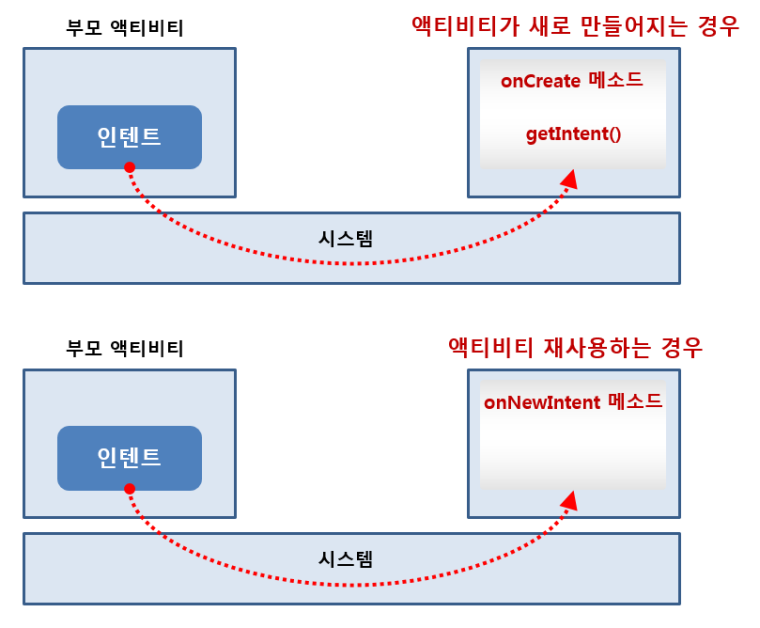 부모 액티비티
액티비티가 새로 만들어지는 경우
인텐트
onCreate 메소드
getIntent()
시스템
부모 액티비티
액티비티 재사용하는 경우
인텐트
onNewIntent 메소드
시스템